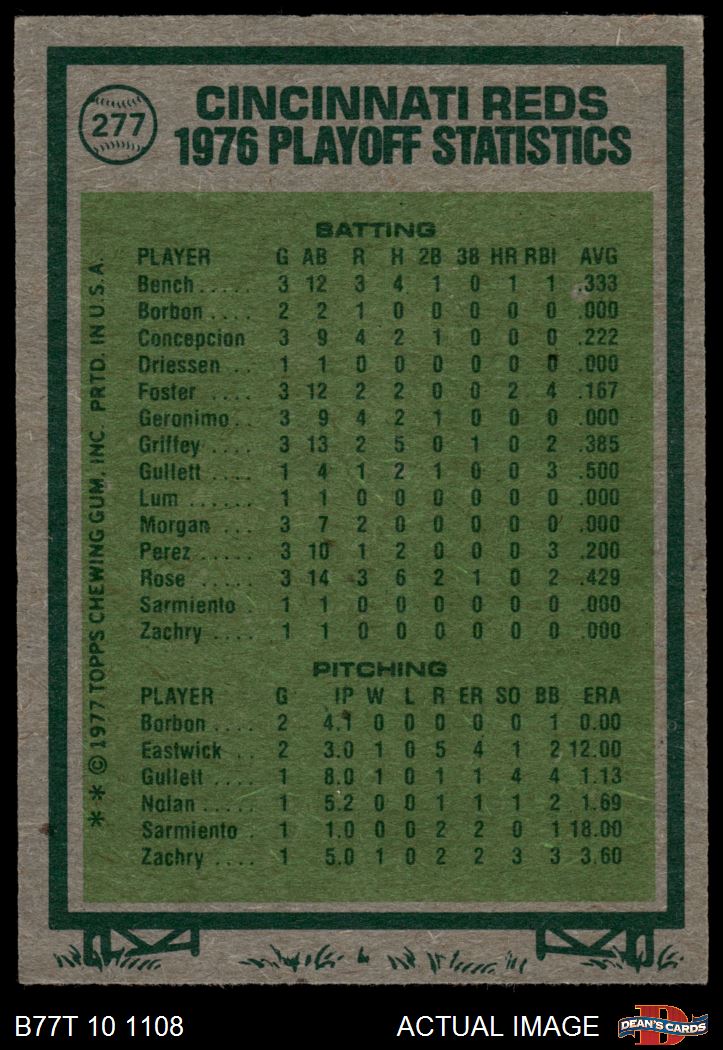 277
CINCINNATI REDS
1976 PLAYOFF STATISTICS
BATTING
PLAYER G AB R H 2B 3B HR RBI AVG
Bench ..... 3 12 3 4 1 0 1 1 .333
Borbon .... 2 2 1 0 0 0 0 0 .000
Concepcion 3 9 4 2 1 0 0 0 .222
Driessen .. 1 1 0 0 0 0 0 0 .000
Foster .... 3 12 2 2 0 0 2 4 .167
Geronimo .. 3 9 4 2 1 0 0 0 .000
Griffey .... 3 13 2 5 0 1 0 2 .385
Gullett .... 1 4 1 2 1 0 0 3 .500
Lum ...... 1 1 0 0 0 0 0 0 .000
Morgan ... 3 7 2 0 0 0 0 0 .000
Perez ..... 3 10 1 2 0 0 0 3 .200
Rose ..... 3 14 3 6 2 1 0 2 .429
Sarmiento . 1 1 0 0 0 0 0 0 .000
Zachry .... 1 1 0 0 0 0 0 0 .000
PITCHING
PLAYER G IP W L R ER SO BB ERA
Borbon .... 2 4.1 0 0 0 0 0 1 0.00
Eastwick .. 2 3.0 1 0 5 4 1 2 12.00
Gullett .... 1 8.0 1 0 1 1 4 4 1.13
Nolan ..... 1 5.2 0 0 1 1 1 2 1.69
Sarmiento . 1 1.0 0 0 2 2 0 1 18.00
Zachry .... 1 5.0 1 0 2 2 3 3 3.60
* * © 1977 TOPPS CHEWING GUM, INC. PRTD. IN U.S.A.
B77T 10 1108 ACTUAL IMAGE
D
DEAN'S CARDS